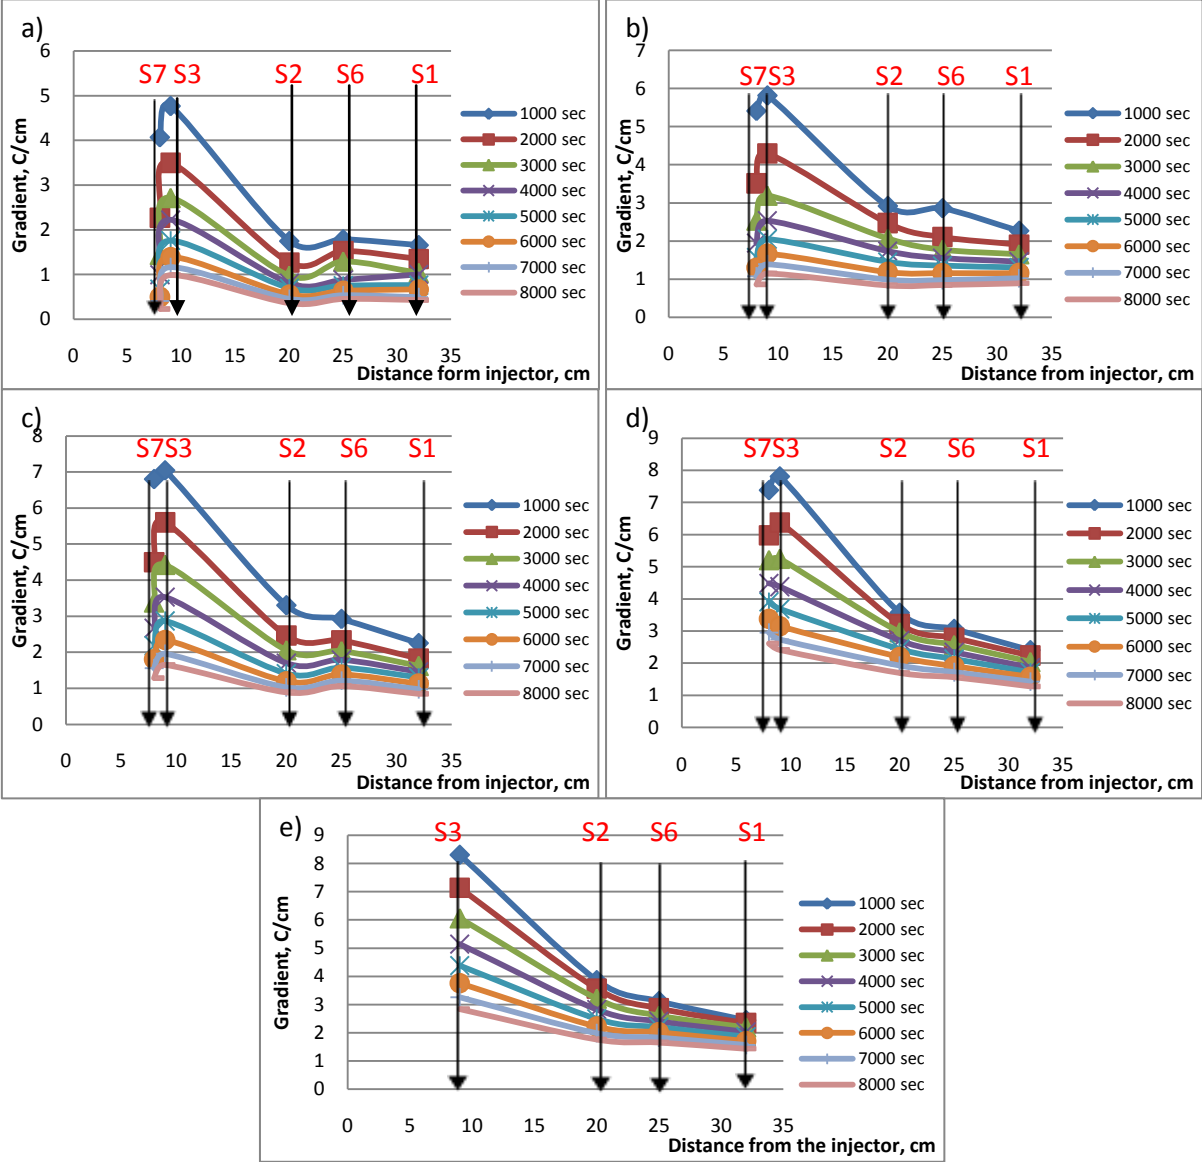 a)
6
5
4
3
2
1
0
Gradient, C/cm
S7 S3 S2 S6 S1
1000 sec
2000 sec
3000 sec
4000 sec
5000 sec
6000 sec
7000 sec
8000 sec
0 5 10 15 20 25 30 35
Distance form injector, cm
b)
7
6
5
4
3
2
1
0
Gradient, C/cm
S7S3 S2 S6 S1
1000 sec
2000 sec
3000 sec
4000 sec
5000 sec
6000 sec
7000 sec
8000 sec
0 5 10 15 20 25 30 35
Distance from injector, cm
c)
8
7
6
5
4
3
2
1
0
Gradient, C/cm
S7S3 S2 S6 S1
1000 sec
2000 sec
3000 sec
4000 sec
5000 sec
6000 sec
7000 sec
8000 sec
0 5 10 15 20 25 30 35
Distance from injector, cm
d)
9
8
7
6
5
4
3
2
1
0
Gradient, C/cm
S7S3 S2 S6 S1
1000 sec
2000 sec
3000 sec
4000 sec
5000 sec
6000 sec
7000 sec
8000 sec
0 5 10 15 20 25 30 35
Distance from injector, cm
e)
9
8
7
6
5
4
3
2
1
0
Gradient, C/cm
S3 S2 S6 S1
1000 sec
2000 sec
3000 sec
4000 sec
5000 sec
6000 sec
7000 sec
8000 sec
0 5 10 15 20 25 30 35
Distance from the injector, cm